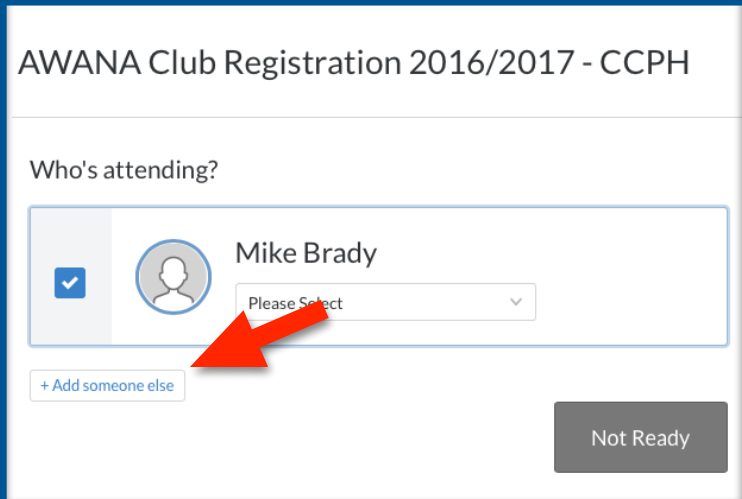 AWANA Club Registration 2016/2017 - CCPH
Who's attending?
Mike Brady
Please Select
+ Add someone else
Not Ready